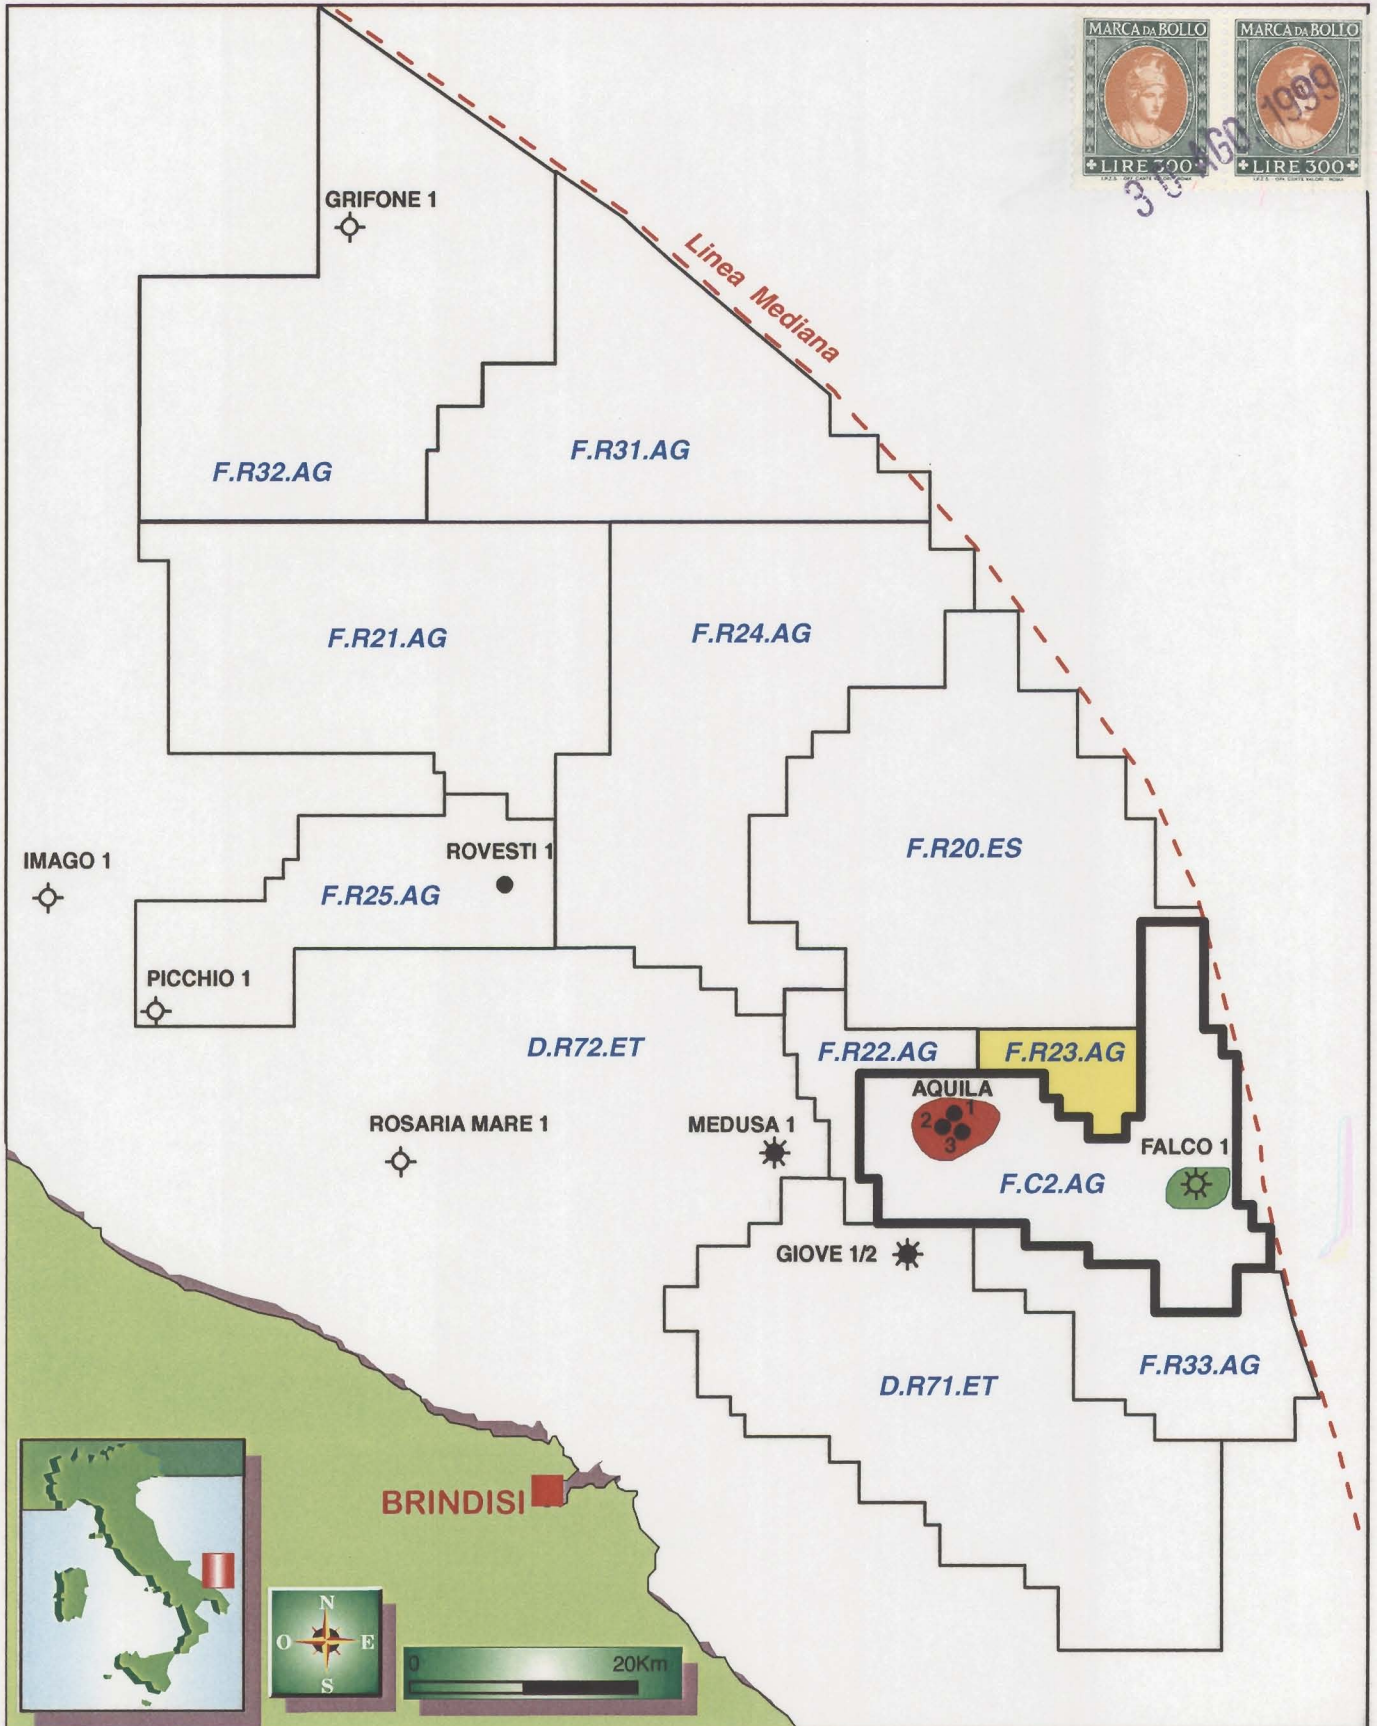 MARCA DA BOLLO
MARCA DA BOLLO
LIRE 300
LIRE 300
30 AGO 1999
GRIFONE 1
Linea Mediana
F.R32.AG
F.R31.AG
F.R21.AG
F.R24.AG
IMAGO 1
ROVESTI 1
F.R20.ES
F.R25.AG
PICCHIO 1
D.R72.ET
F.R22.AG
F.R23.AG
AQUILA
1
2
3
ROSARIA MARE 1
MEDUSA 1
FALCO 1
F.C2.AG
GIOVE 1/2
F.R33.AG
D.R71.ET
BRINDISI
N
O E
S
0 20Km